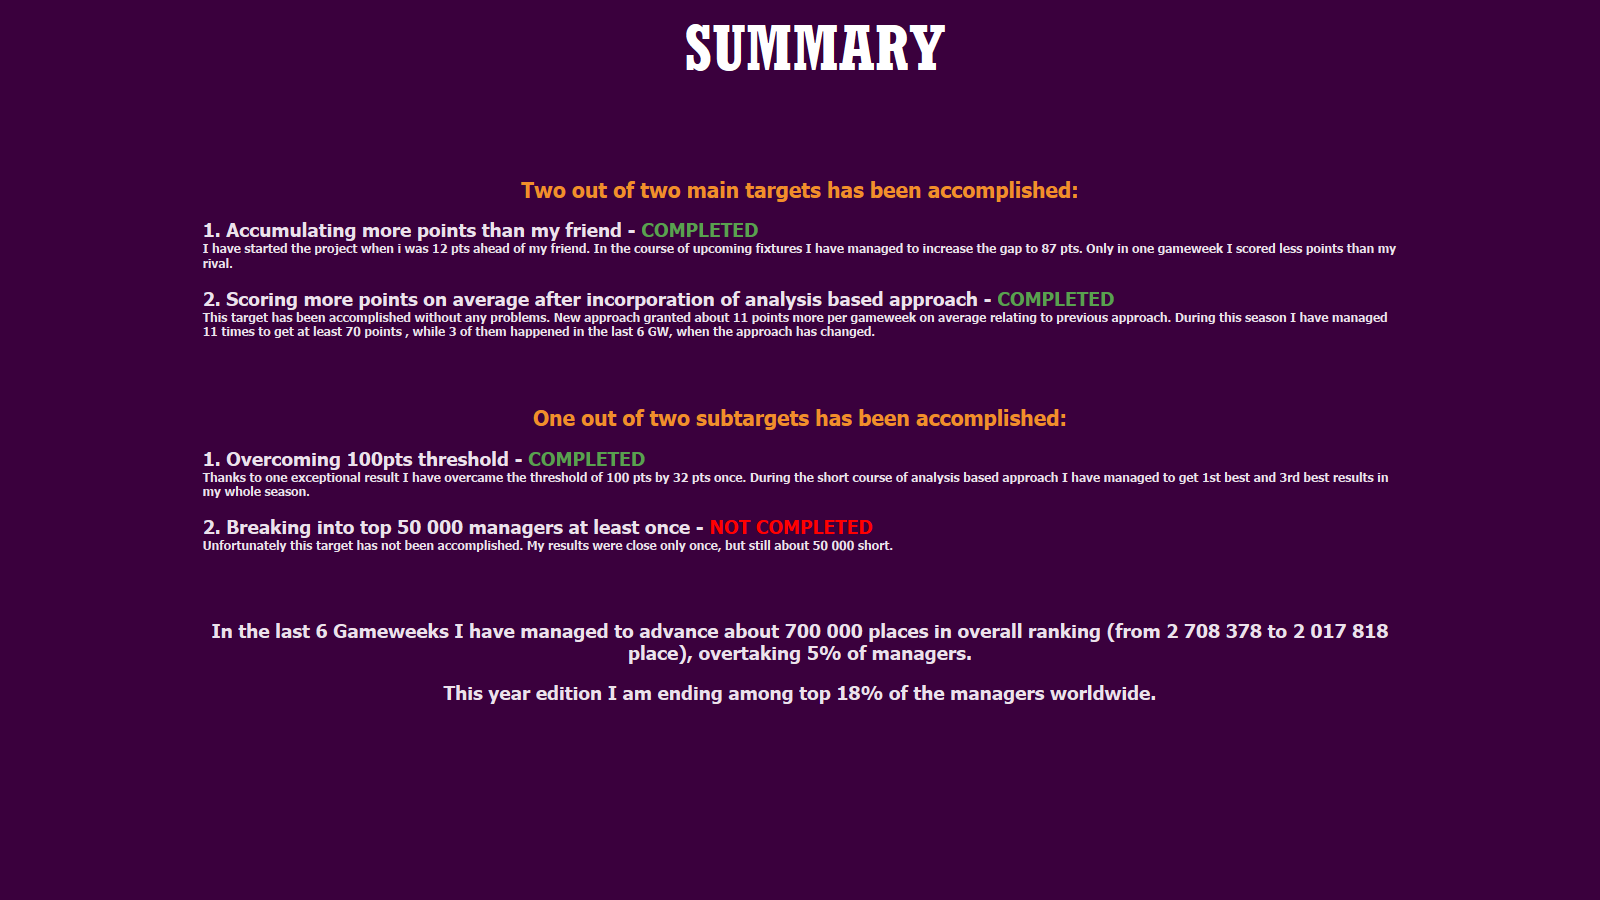 SUMMARY
Two out of two main targets has been accomplished:
1. Accumulating more points than my friend - COMPLETED
I have started the project when i was 12 pts ahead of my friend. In the course of upcoming fixtures I have managed to increase the gap to 87 pts. Only in one gameweek I scored less points than my
rival.
2. Scoring more points on average after incorporation of analysis based approach - COMPLETED
This target has been accomplished without any problems. New approach granted about 11 points more per gameweek on average relating to previous approach. During this season I have managed
11 times to get at least 70 points , while 3 of them happened in the last 6 GW, when the approach has changed.
One out of two subtargets has been accomplished:
1. Overcoming 100pts threshold - COMPLETED
Thanks to one exceptional result I have overcame the threshold of 100 pts by 32 pts once. During the short course of analysis based approach I have managed to get 1st best and 3rd best results in
my whole season.
2. Breaking into top 50 000 managers at least once - NOT COMPLETED
Unfortunately this target has not been accomplished. My results were close only once, but still about 50 000 short.
In the last 6 Gameweeks I have managed to advance about 700 000 places in overall ranking (from 2 708 378 to 2 017 818
place), overtaking 5% of managers.
This year edition I am ending among top 18% of the managers worldwide.